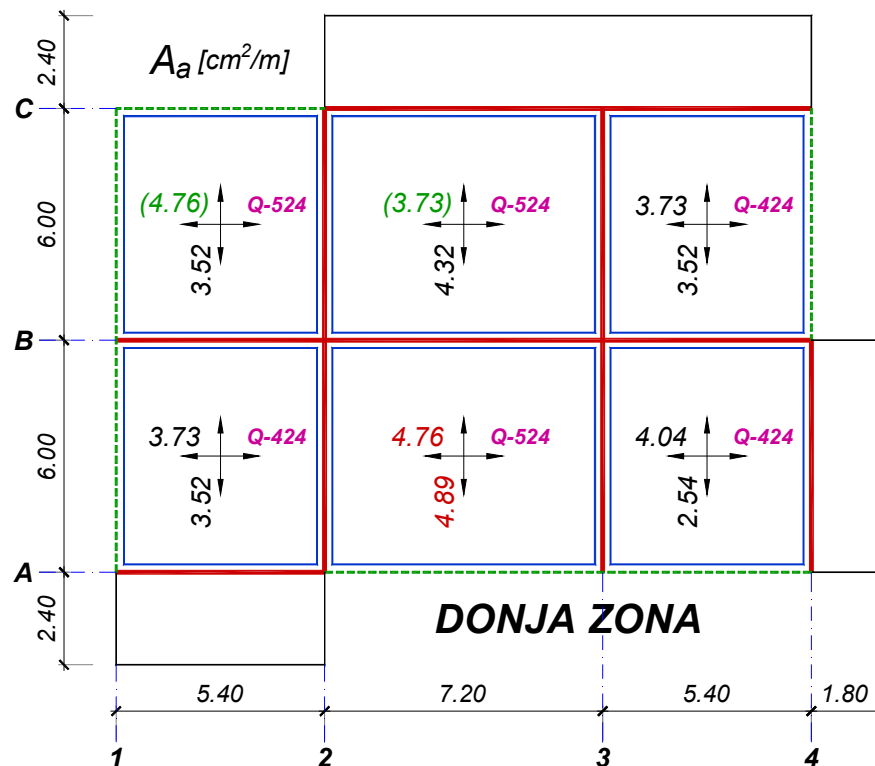 2.40
A_a [cm²/m]
C
(4.76) Q-524
3.52
(3.73) Q-524
4.32
3.73 Q-424
3.52
6.00
B
3.73 Q-424
3.52
4.76 Q-524
4.89
4.04 Q-424
2.54
6.00
A
2.40
DONJA ZONA
5.40 7.20 5.40 1.80
1 2 3 4